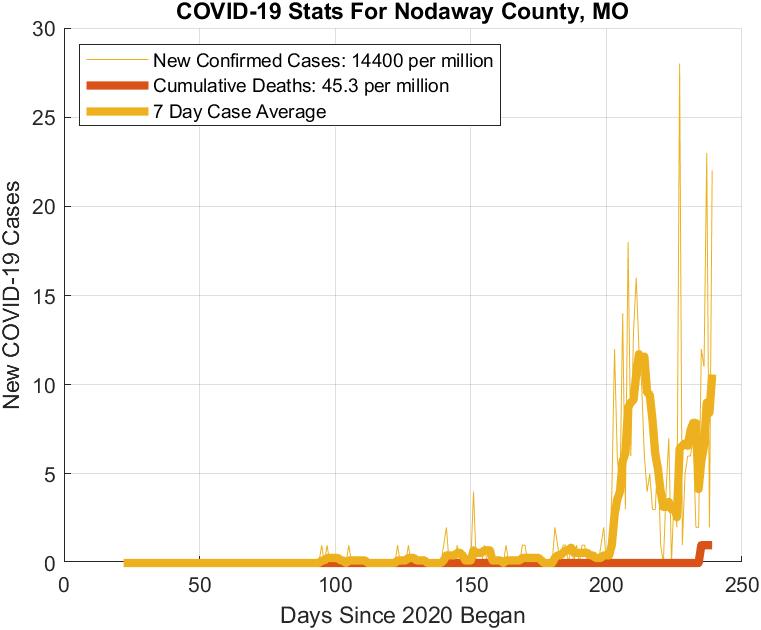 COVID-19 Stats For Nodaway County, MO
New Confirmed Cases: 14400 per million
Cumulative Deaths: 45.3 per million
7 Day Case Average
New COVID-19 Cases
30
25
20
15
10
5
0
0 50 100 150 200 250
Days Since 2020 Began